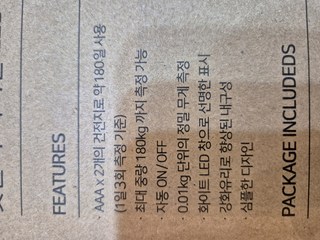 FEATURES
AAA x 2개의 건전지로 약 180일 사용
(1일 3회 측정 기준)
· 최대 중량 180kg 까지 측정 가능
· 자동 ON/OFF
· 0.01kg 단위의 정밀 무게 측정
· 화이트 LED 창으로 선명한 표시
· 강화유리로 향상된 내구성
· 심플한 디자인
PACKAGE INCLUDEDS